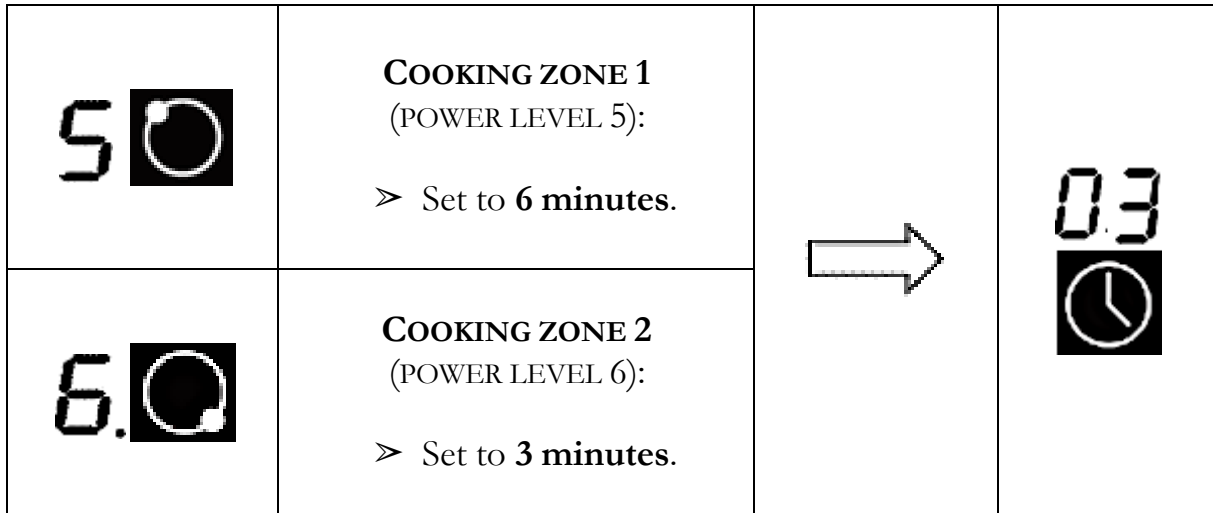 5
COOKING ZONE 1
(POWER LEVEL 5):
➢ Set to 6 minutes.
6.
COOKING ZONE 2
(POWER LEVEL 6):
➢ Set to 3 minutes.
0.3